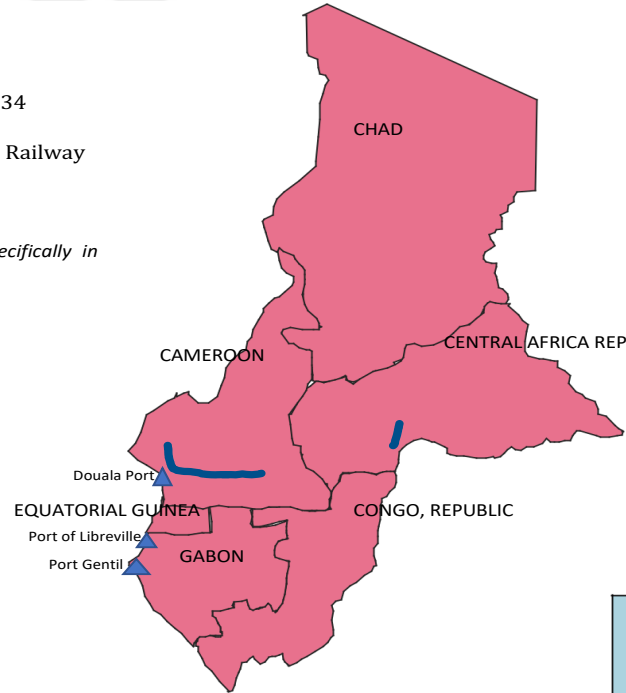 34
Railway
ecifically in
CHAD
CENTRAL AFRICA REP
CAMEROON
Douala Port
EQUATORIAL GUINEA
CONGO, REPUBLIC
Port of Libreville
GABON
Port Gentil